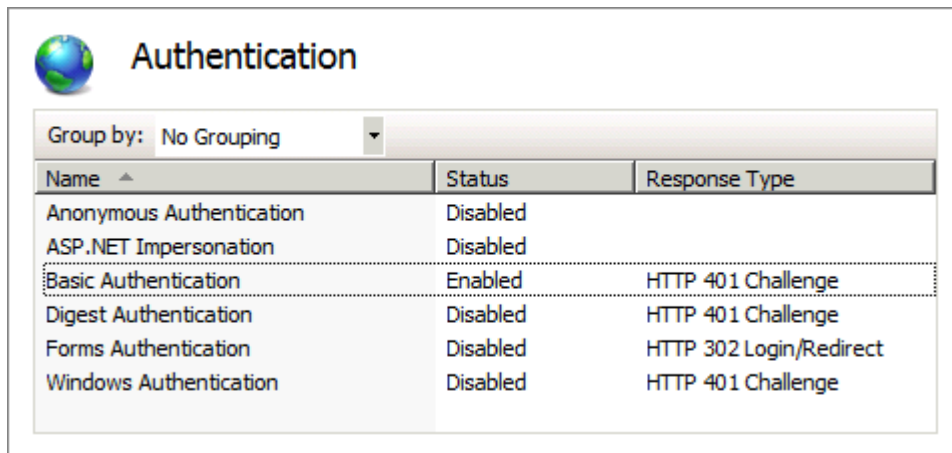 Authentication
Group by: No Grouping
Name Status Response Type
Anonymous Authentication Disabled
ASP.NET Impersonation Disabled
Basic Authentication Enabled HTTP 401 Challenge
Digest Authentication Disabled HTTP 401 Challenge
Forms Authentication Disabled HTTP 302 Login/Redirect
Windows Authentication Disabled HTTP 401 Challenge